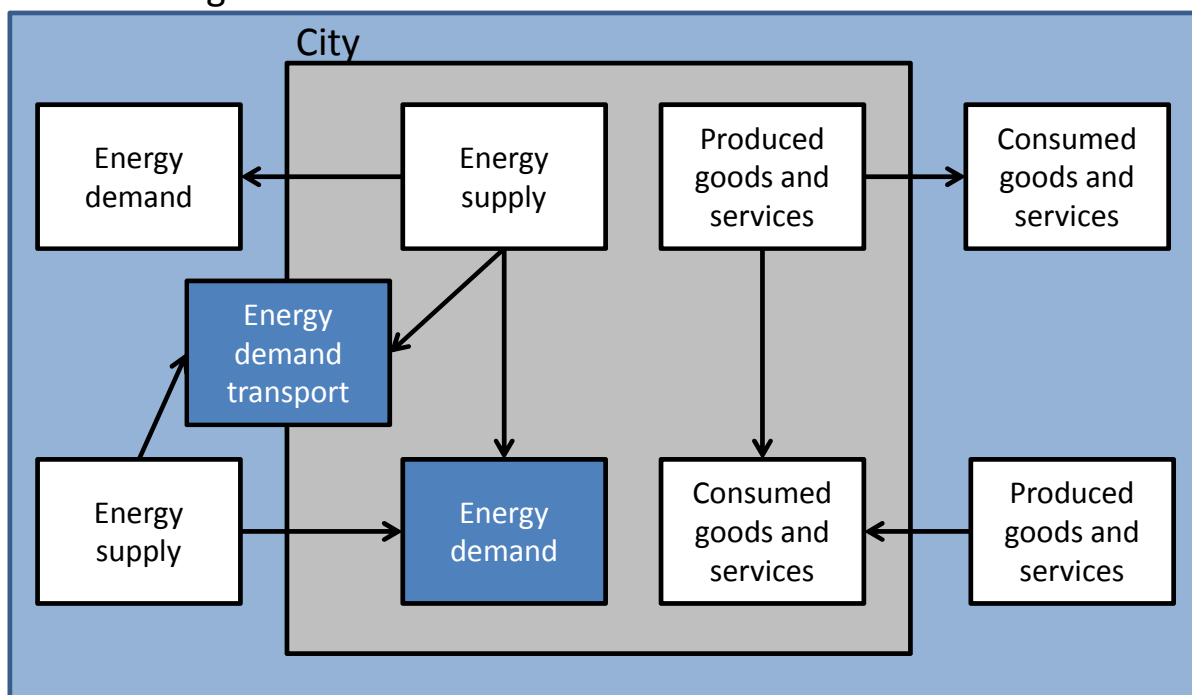 City
Energy
demand
Energy
supply
Produced
goods and
services
Consumed
goods and
services
Energy
demand
transport
Energy
supply
Energy
demand
Consumed
goods and
services
Produced
goods and
services